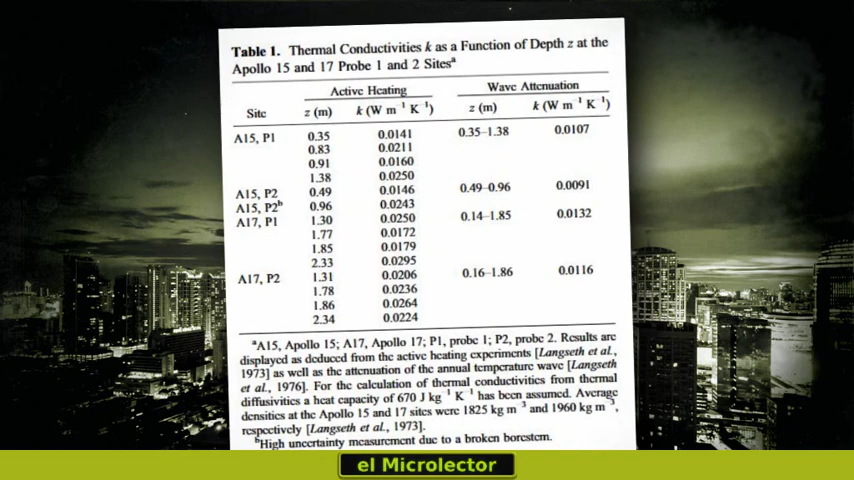 Table 1. Thermal Conductivities k as a Function of Depth z at the
Apollo 15 and 17 Probe 1 and 2 Sitesª
Active Heating Wave Attenuation
Site z (m) k (W m⁻¹ K⁻¹) z (m) k (W m⁻¹ K⁻¹)
A15, P1 0.35 0.0141 0.35–1.38 0.0107
0.83 0.0211
0.91 0.0160
1.38 0.0250
A15, P2 0.49 0.0146 0.49–0.96 0.0091
A15, P2ᵇ 0.96 0.0243
A17, P1 1.30 0.0250 0.14–1.85 0.0132
1.77 0.0172
1.85 0.0179
2.33 0.0295
A17, P2 1.31 0.0206 0.16–1.86 0.0116
1.78 0.0236
1.86 0.0264
2.34 0.0224
ªA15, Apollo 15; A17, Apollo 17; P1, probe 1; P2, probe 2. Results are
displayed as deduced from the active heating experiments [Langseth et al.,
1973] as well as the attenuation of the annual temperature wave [Langseth
et al., 1976]. For the calculation of thermal conductivities from thermal
diffusivities a heat capacity of 670 J kg⁻¹ K⁻¹ has been assumed. Average
densities at the Apollo 15 and 17 sites were 1825 kg m⁻³ and 1960 kg m⁻³,
respectively [Langseth et al., 1973].
ᵇHigh uncertainty measurement due to a broken borestem.
el Microlector